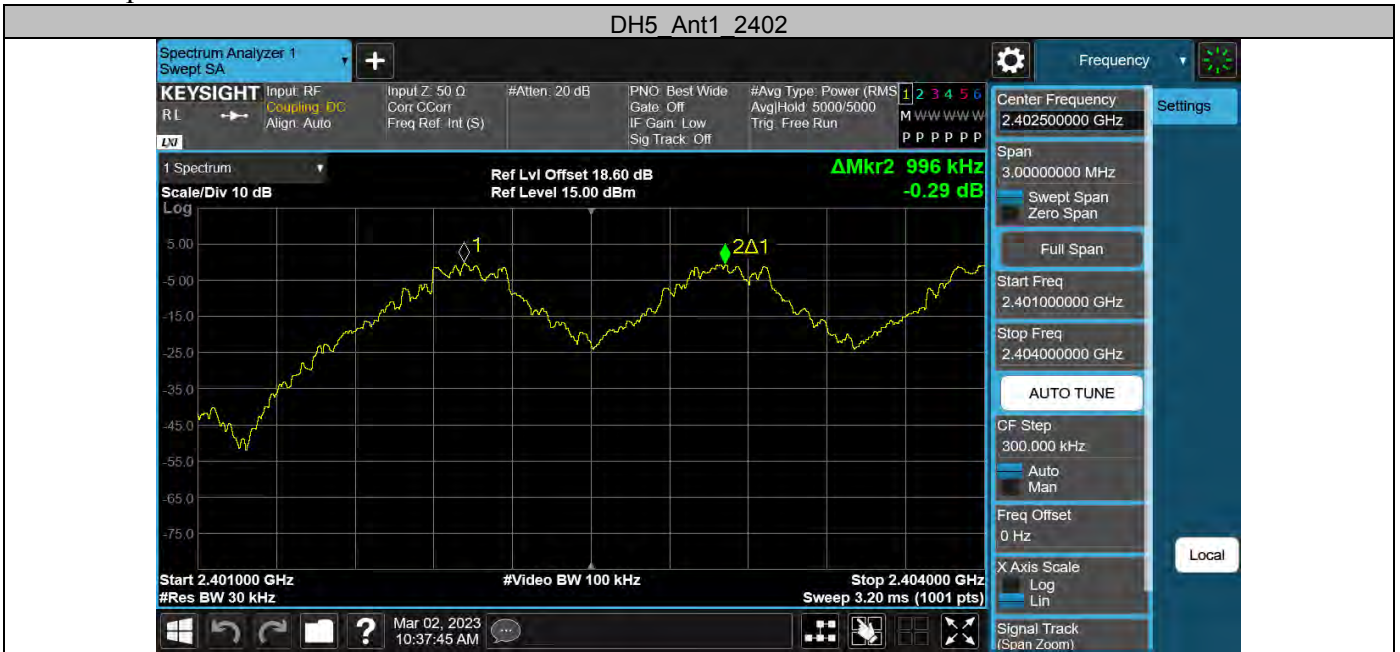 DH5_Ant1_2402
Spectrum Analyzer 1
Swept SA
Frequency
KEYSIGHT
RL
LXI
Input: RF
Coupling: DC
Align: Auto
Input Z: 50 Ω
Corr CCorr
Freq Ref: Int (S)
#Atten: 20 dB
PNO: Best Wide
Gate: Off
IF Gain: Low
Sig Track: Off
#Avg Type: Power (RMS
Avg|Hold: 5000/5000
Trig: Free Run
1 2 3 4 5 6
M W W W W W
P P P P P P
1 Spectrum
Scale/Div 10 dB
Log
Ref Lvl Offset 18.60 dB
Ref Level 15.00 dBm
ΔMkr2 996 kHz
-0.29 dB
1
2Δ1
5.00
-5.00
-15.0
-25.0
-35.0
-45.0
-55.0
-65.0
-75.0
Start 2.401000 GHz
#Res BW 30 kHz
#Video BW 100 kHz
Stop 2.404000 GHz
Sweep 3.20 ms (1001 pts)
Mar 02, 2023
10:37:45 AM
Center Frequency
2.402500000 GHz
Settings
Span
3.00000000 MHz
Swept Span
Zero Span
Full Span
Start Freq
2.401000000 GHz
Stop Freq
2.404000000 GHz
AUTO TUNE
CF Step
300.000 kHz
Auto
Man
Freq Offset
0 Hz
Local
X Axis Scale
Log
Lin
Signal Track
(Span Zoom)